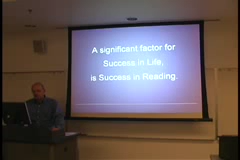 A significant factor for
Success in Life,
is Success in Reading.